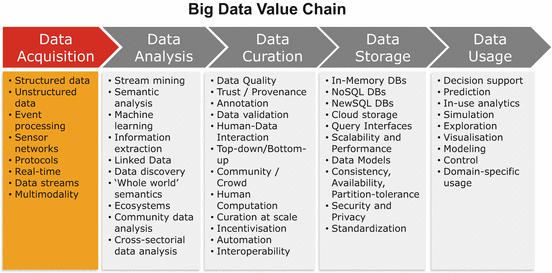 Big Data Value Chain
Data
Acquisition
• Structured data
• Unstructured
data
• Event
processing
• Sensor
networks
• Protocols
• Real-time
• Data streams
• Multimodality
Data
Analysis
• Stream mining
• Semantic
analysis
• Machine
learning
• Information
extraction
• Linked Data
• Data discovery
• ‘Whole world’
semantics
• Ecosystems
• Community data
analysis
• Cross-sectorial
data analysis
Data
Curation
• Data Quality
• Trust / Provenance
• Annotation
• Data validation
• Human-Data
Interaction
• Top-down/Bottom-
up
• Community /
Crowd
• Human
Computation
• Curation at scale
• Incentivisation
• Automation
• Interoperability
Data
Storage
• In-Memory DBs
• NoSQL DBs
• NewSQL DBs
• Cloud storage
• Query Interfaces
• Scalability and
Performance
• Data Models
• Consistency,
Availability,
Partition-tolerance
• Security and
Privacy
• Standardization
Data
Usage
• Decision support
• Prediction
• In-use analytics
• Simulation
• Exploration
• Visualisation
• Modeling
• Control
• Domain-specific
usage